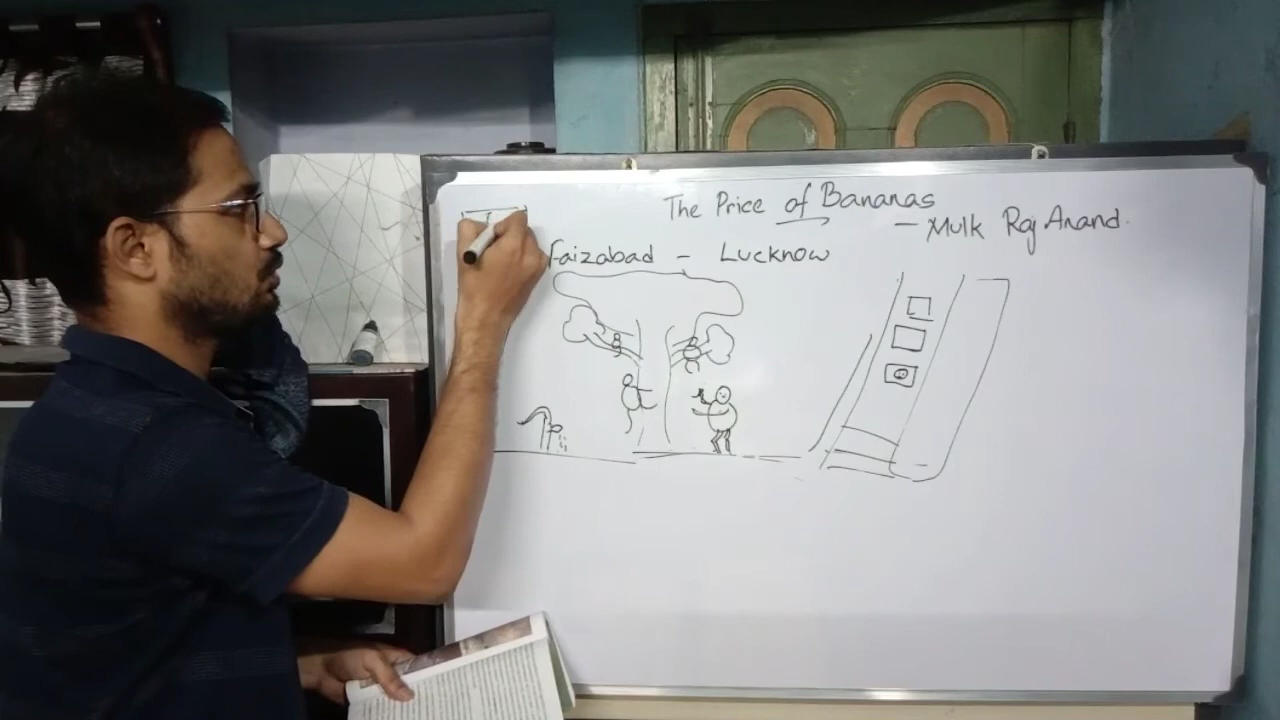 The Price of Bananas
– Mulk Raj Anand.
Faizabad – Lucknow